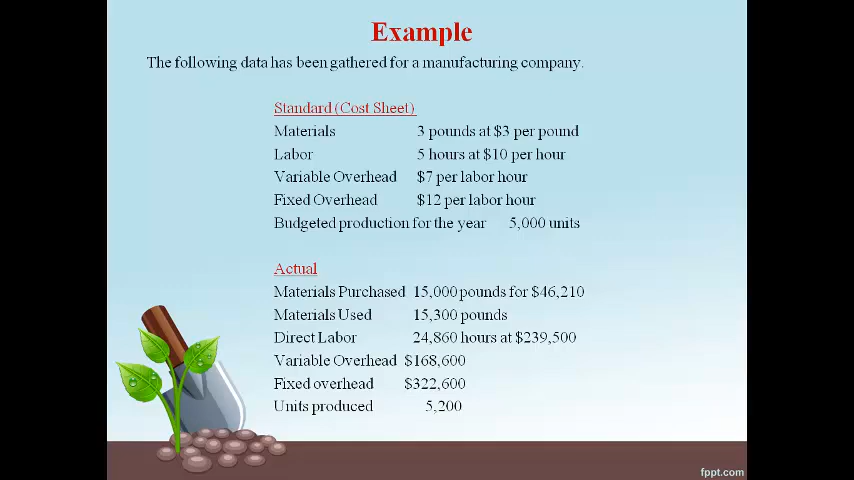 Example
The following data has been gathered for a manufacturing company.
Standard (Cost Sheet)
Materials 3 pounds at $3 per pound
Labor 5 hours at $10 per hour
Variable Overhead $7 per labor hour
Fixed Overhead $12 per labor hour
Budgeted production for the year 5,000 units
Actual
Materials Purchased 15,000 pounds for $46,210
Materials Used 15,300 pounds
Direct Labor 24,860 hours at $239,500
Variable Overhead $168,600
Fixed overhead $322,600
Units produced 5,200
fppt.com